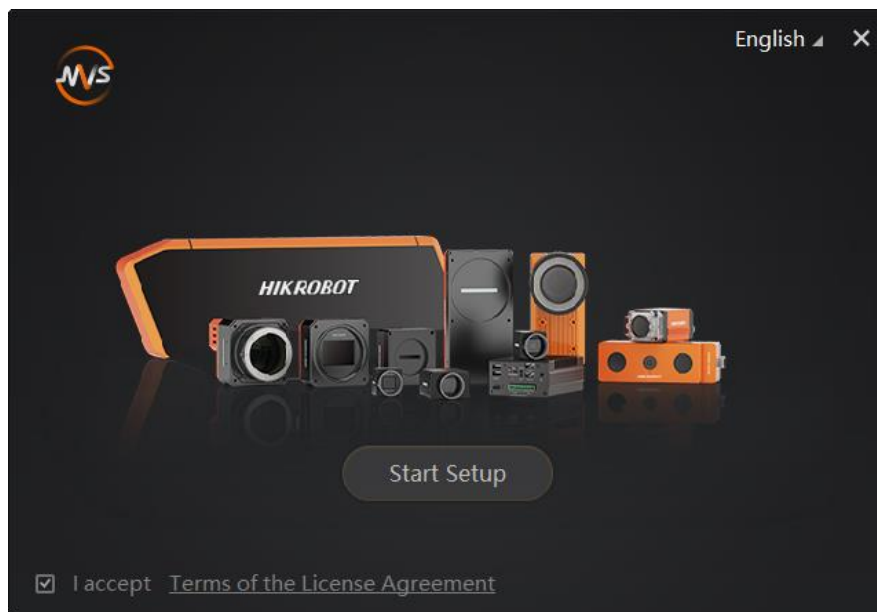 English
MVS
HIKROBOT
Start Setup
I accept Terms of the License Agreement